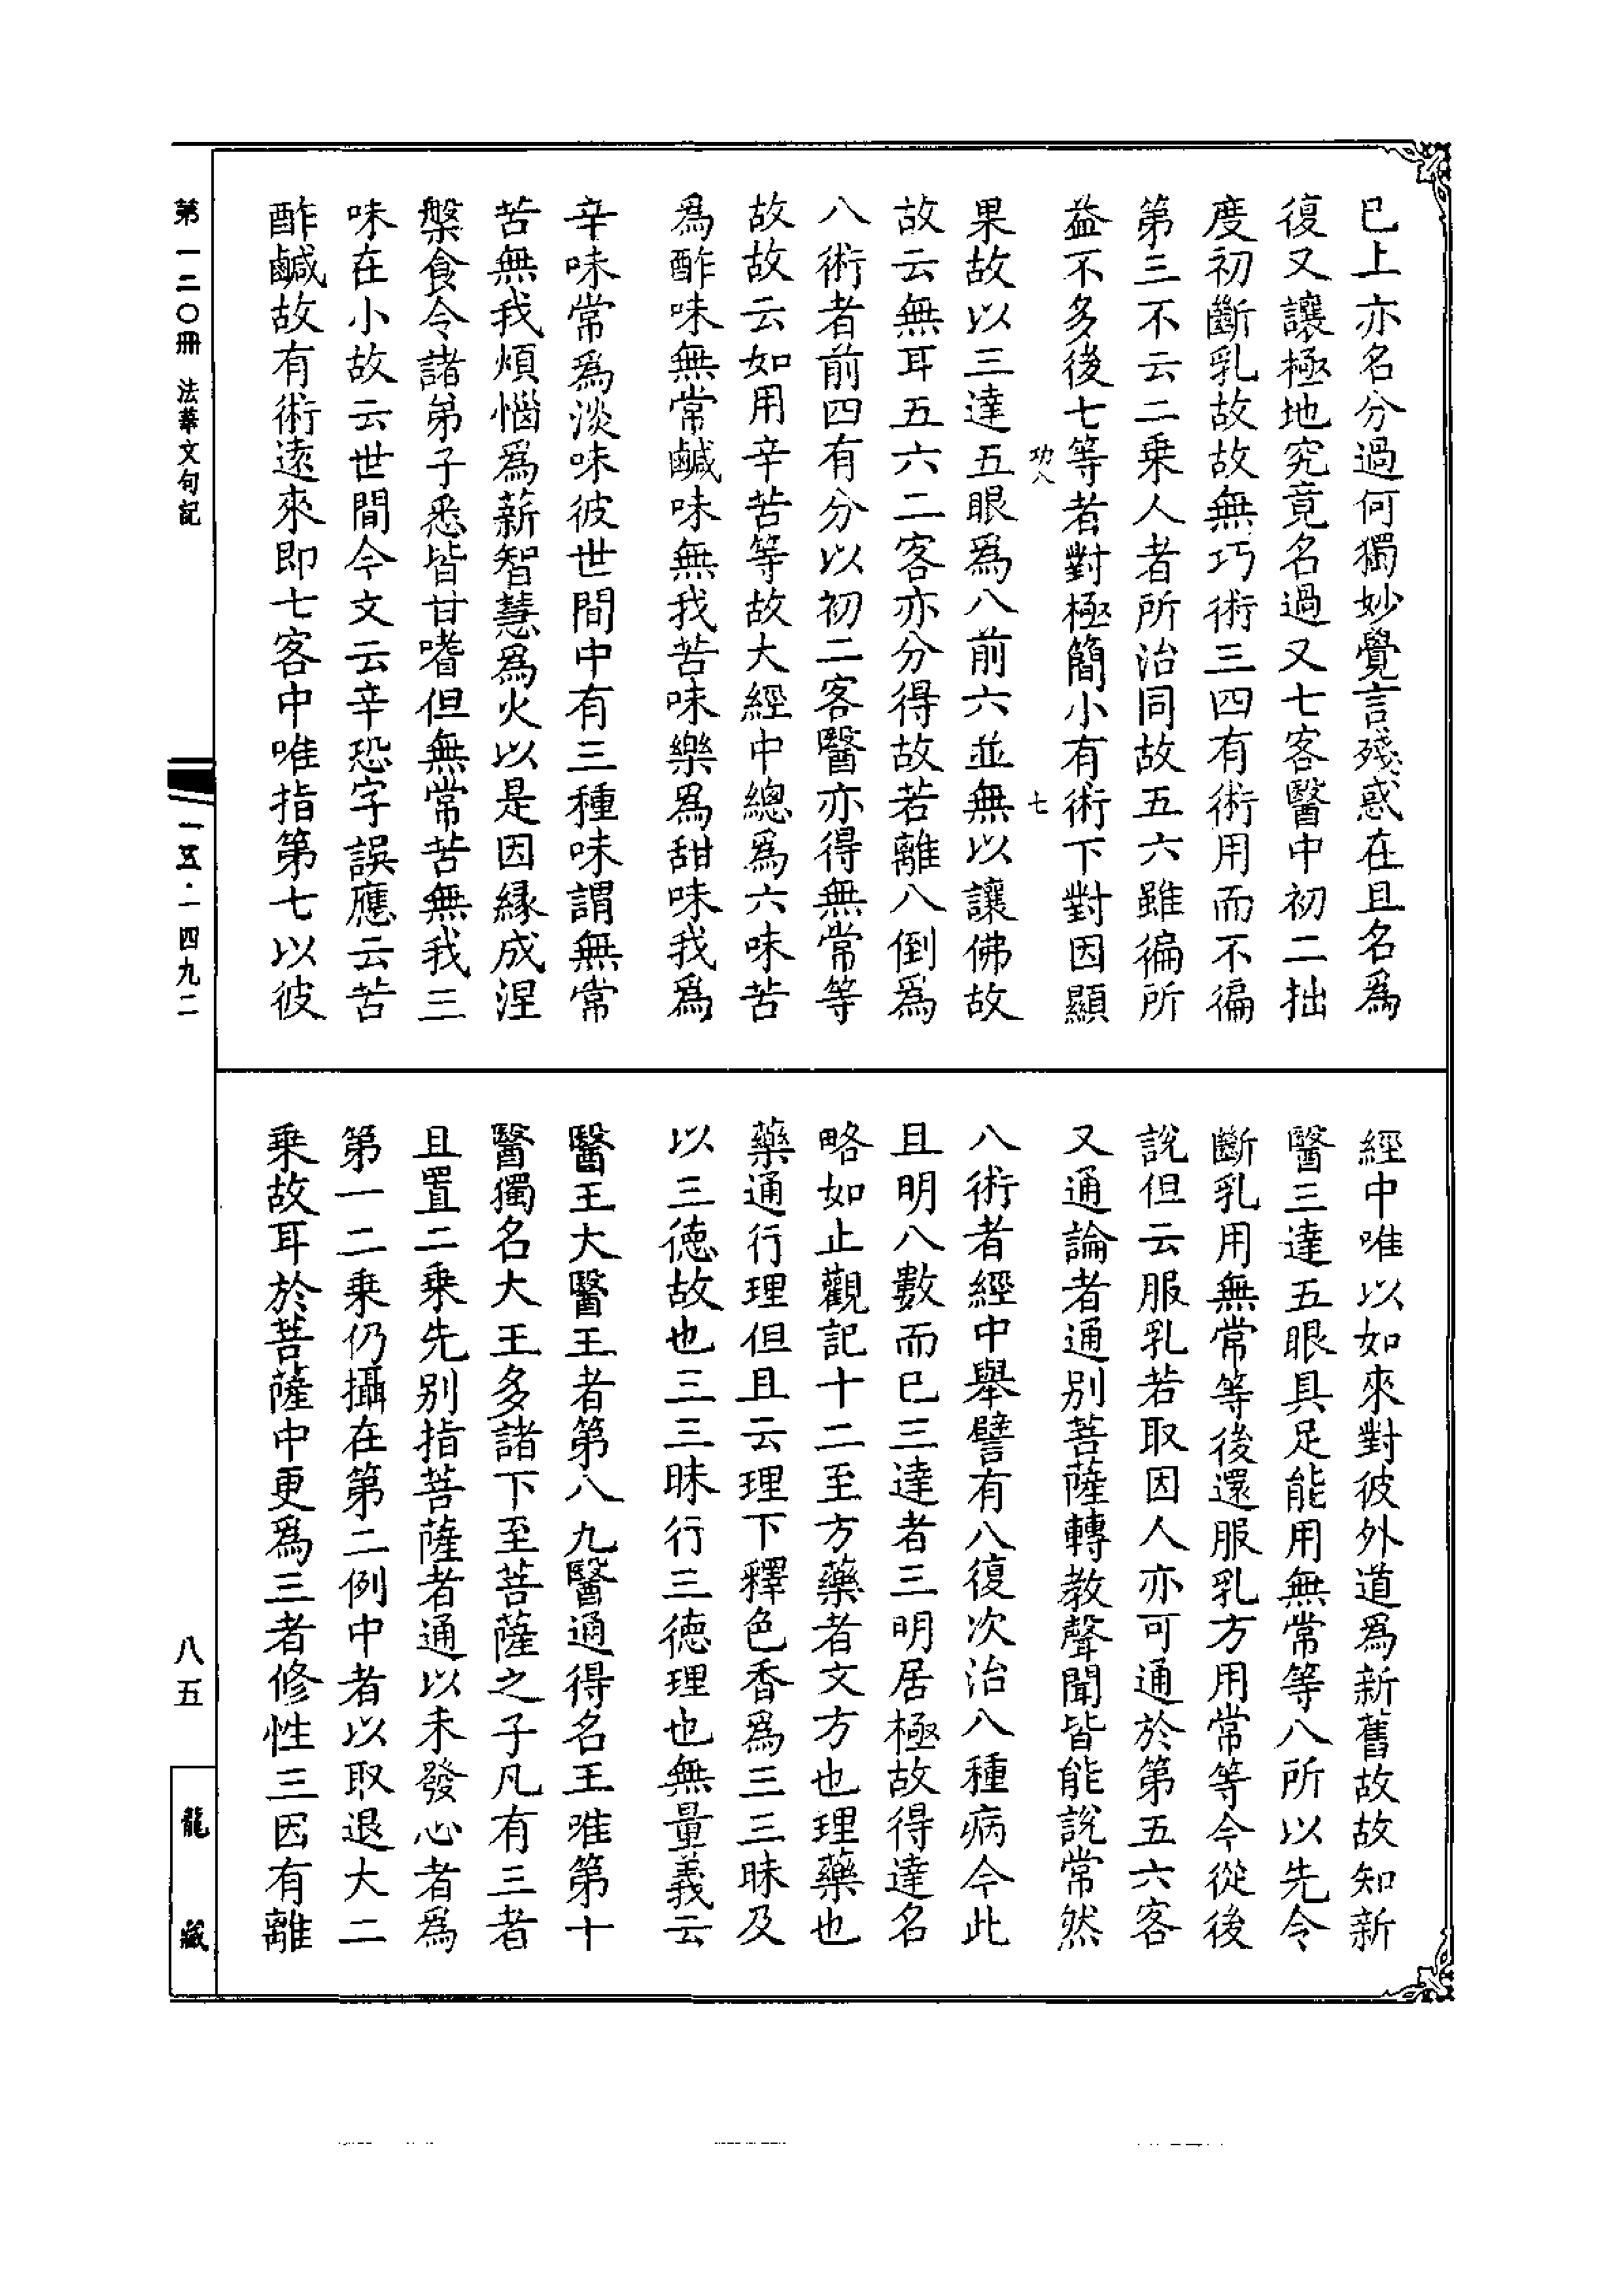 已上亦名分過何獨妙覺言殘惑在且名爲
復又讓極地究竟名過又七客醫中初二拙
度初斷乳故故無巧術三四有術用而不徧
第三不云二乗人者所治同故五六雖徧所
益不多後七等者對極簡小有術下對因顯
功八
七
果故以三達五眼爲八前六並無以讓佛故
故云無耳五六二客亦分得故若離八倒爲
八術者前四有分以初二客醫亦得無常等
故故云如用辛苦等故大經中總爲六味苦
爲酢味無常鹹味無我苦味樂爲甜味我爲
辛味常爲淡味彼世間中有三種味謂無常
苦無我煩惱爲薪智慧爲火以是因緣成涅
槃食令諸弟子悉皆甘嗜但無常苦無我三
味在小故云世間今文云辛恐字誤應云苦
酢鹹故有術遠來即七客中唯指第七以彼
經中唯以如來對彼外道爲新舊故故知新
醫三達五眼具足能用無常等八所以先令
斷乳用無常等後還服乳方用常等今從後
說但云服乳若取因人亦可通於第五六客
又通論者通別菩薩轉教聲聞皆能說常然
八術者經中舉譬有八復次治八種病今此
且明八數而已三達者三明居極故得達名
略如止觀記十二至方藥者文方也理藥也
藥通行理但且云理下釋色香爲三三昧及
以三德故也三三昧行三德理也無量義云
醫王大醫王者第八九醫通得名王唯第十
醫獨名大王多諸下至菩薩之子凡有三者
且置二乗先別指菩薩者通以未發心者爲
第一二乗仍攝在第二例中者以取退大二
乗故耳於菩薩中更爲三者修性三因有離
第一二〇冊 法華文句記
一五·一四九二
八五
龍藏